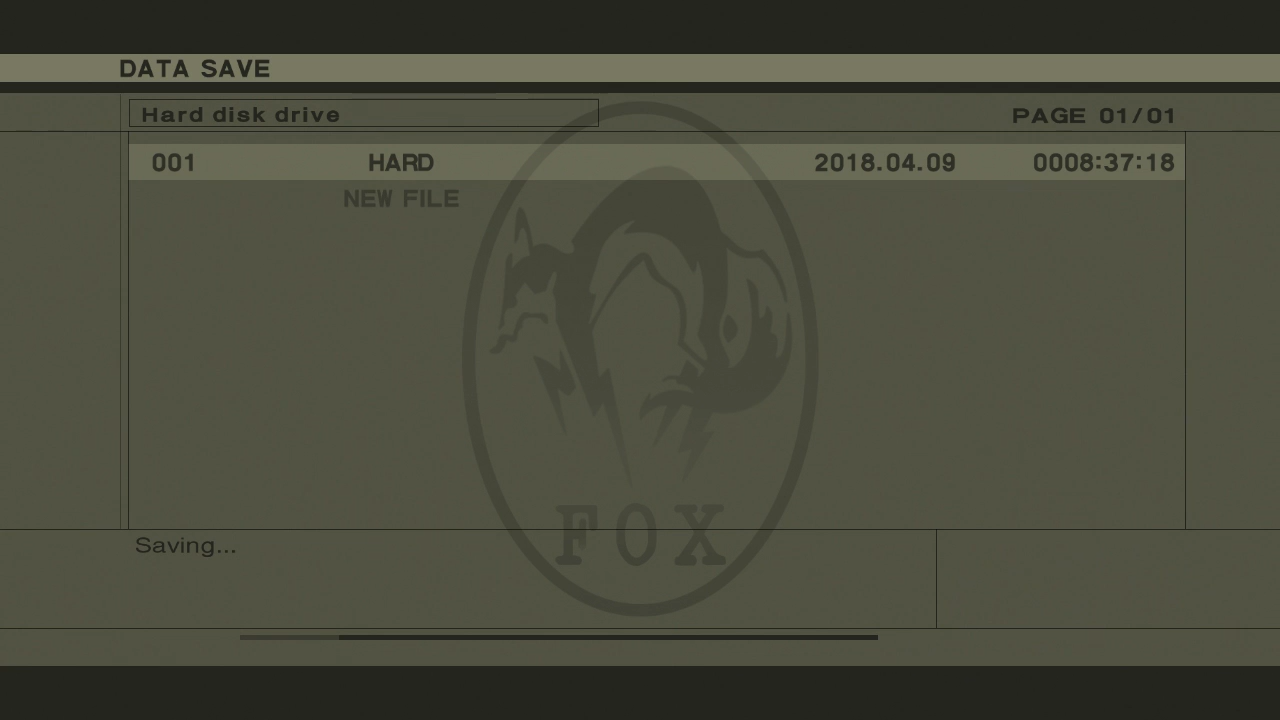 DATA SAVE
Hard disk drive PAGE 01/01
001 HARD 2018.04.09 0008:37:18
NEW FILE
FOX
Saving...